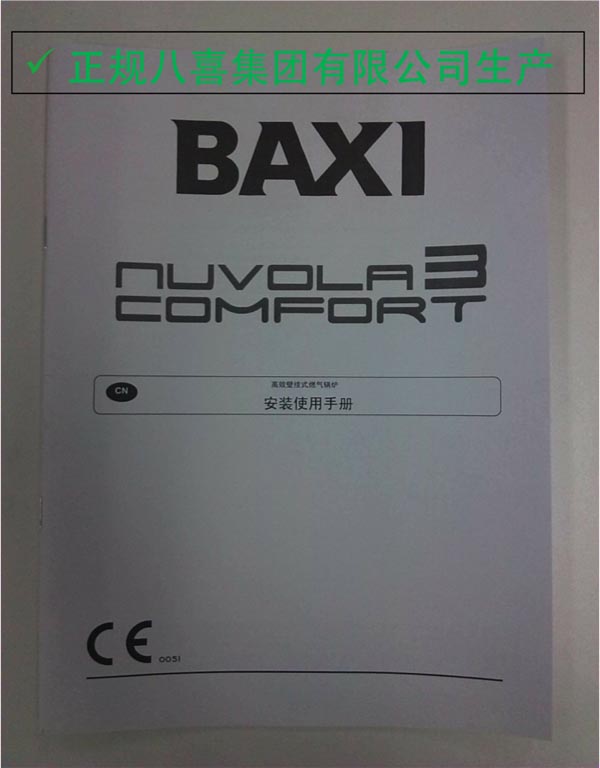 ✓ 正规八喜集团有限公司生产
BAXI
NUVOLA 3
COMFORT
CN
高效壁挂式燃气锅炉
安装使用手册
CE 0051